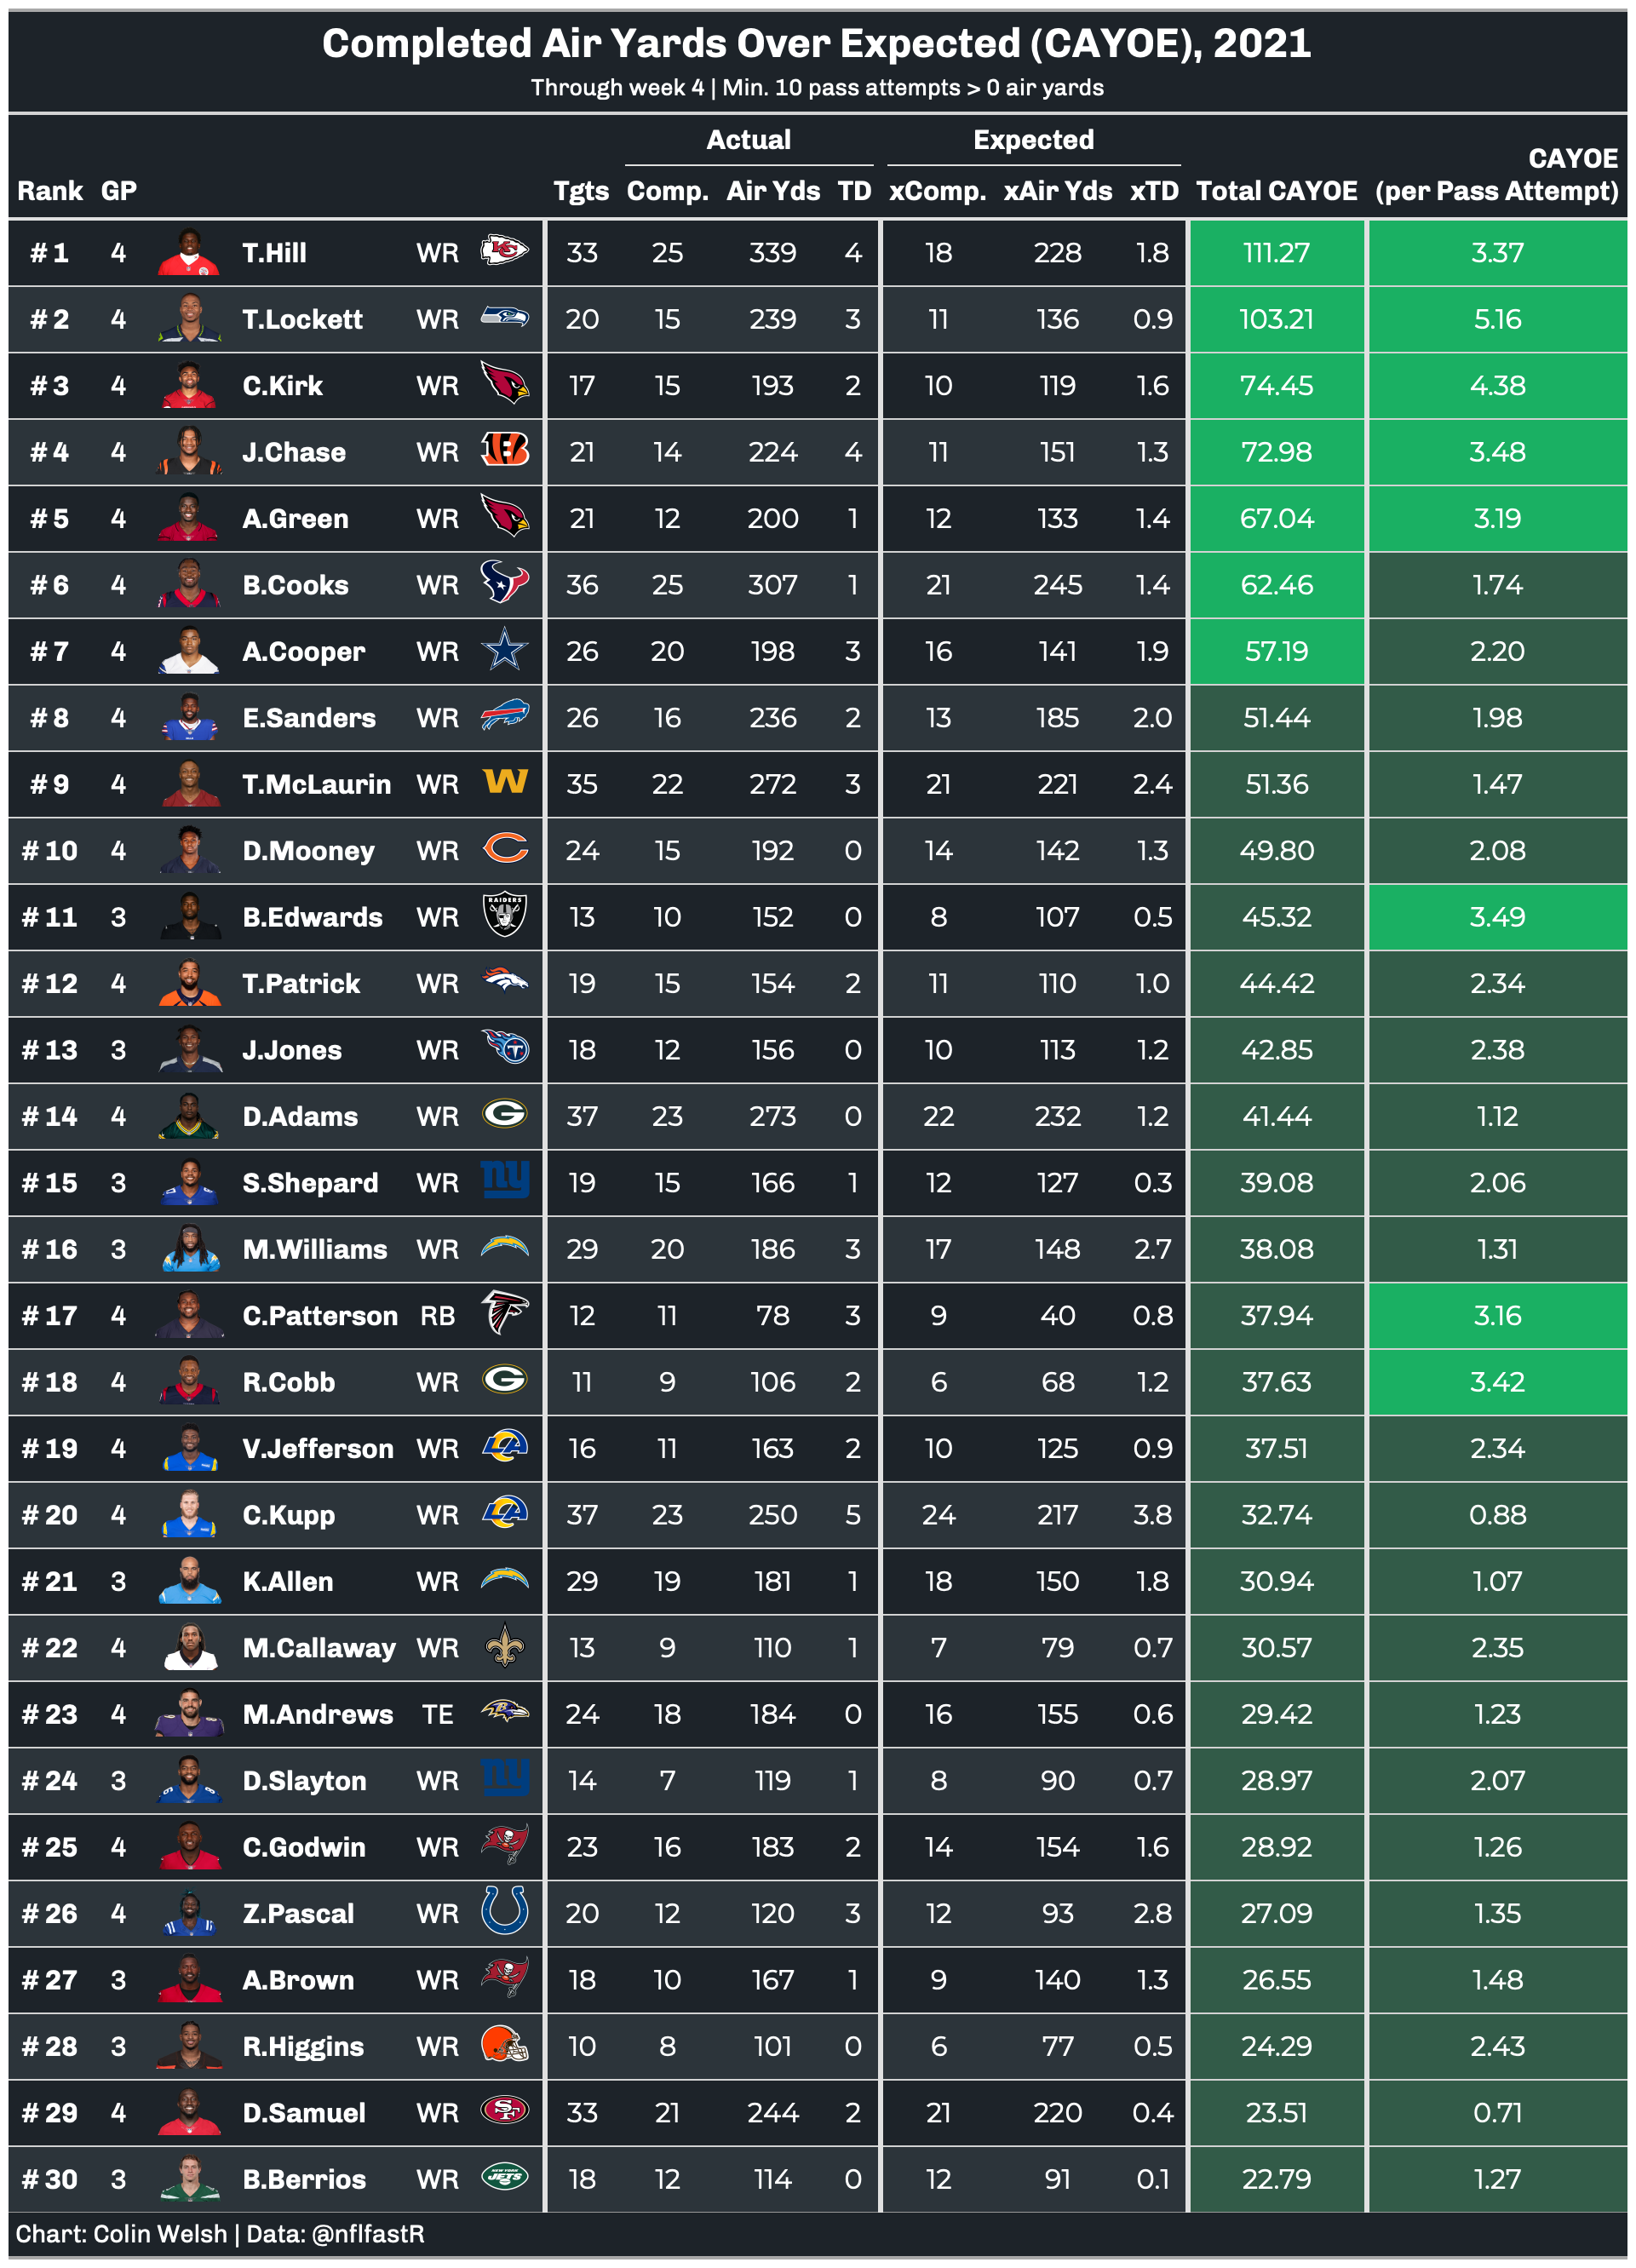 Completed Air Yards Over Expected (CAYOE), 2021
Through week 4 | Min. 10 pass attempts > 0 air yards
Actual Expected
CAYOE
Rank GP Tgts Comp. Air Yds TD xComp. xAir Yds xTD Total CAYOE (per Pass Attempt)
# 1 4 T.Hill WR KC 33 25 339 4 18 228 1.8 111.27 3.37
# 2 4 T.Lockett WR 20 15 239 3 11 136 0.9 103.21 5.16
# 3 4 C.Kirk WR 17 15 193 2 10 119 1.6 74.45 4.38
# 4 4 J.Chase WR B 21 14 224 4 11 151 1.3 72.98 3.48
# 5 4 A.Green WR 21 12 200 1 12 133 1.4 67.04 3.19
# 6 4 B.Cooks WR 36 25 307 1 21 245 1.4 62.46 1.74
# 7 4 A.Cooper WR 26 20 198 3 16 141 1.9 57.19 2.20
# 8 4 E.Sanders WR 26 16 236 2 13 185 2.0 51.44 1.98
# 9 4 T.McLaurin WR W 35 22 272 3 21 221 2.4 51.36 1.47
# 10 4 D.Mooney WR C 24 15 192 0 14 142 1.3 49.80 2.08
# 11 3 B.Edwards WR RAIDERS 13 10 152 0 8 107 0.5 45.32 3.49
# 12 4 T.Patrick WR 19 15 154 2 11 110 1.0 44.42 2.34
# 13 3 J.Jones WR T 18 12 156 0 10 113 1.2 42.85 2.38
# 14 4 D.Adams WR G 37 23 273 0 22 232 1.2 41.44 1.12
# 15 3 S.Shepard WR ny 19 15 166 1 12 127 0.3 39.08 2.06
# 16 3 M.Williams WR 29 20 186 3 17 148 2.7 38.08 1.31
# 17 4 C.Patterson RB 12 11 78 3 9 40 0.8 37.94 3.16
# 18 4 R.Cobb WR G 11 9 106 2 6 68 1.2 37.63 3.42
# 19 4 V.Jefferson WR LA 16 11 163 2 10 125 0.9 37.51 2.34
# 20 4 C.Kupp WR LA 37 23 250 5 24 217 3.8 32.74 0.88
# 21 3 K.Allen WR 29 19 181 1 18 150 1.8 30.94 1.07
# 22 4 M.Callaway WR 13 9 110 1 7 79 0.7 30.57 2.35
# 23 4 M.Andrews TE B 24 18 184 0 16 155 0.6 29.42 1.23
# 24 3 D.Slayton WR ny 14 7 119 1 8 90 0.7 28.97 2.07
# 25 4 C.Godwin WR 23 16 183 2 14 154 1.6 28.92 1.26
# 26 4 Z.Pascal WR 20 12 120 3 12 93 2.8 27.09 1.35
# 27 3 A.Brown WR 18 10 167 1 9 140 1.3 26.55 1.48
# 28 3 R.Higgins WR 10 8 101 0 6 77 0.5 24.29 2.43
# 29 4 D.Samuel WR SF 33 21 244 2 21 220 0.4 23.51 0.71
# 30 3 B.Berrios WR NEW YORK JETS 18 12 114 0 12 91 0.1 22.79 1.27
Chart: Colin Welsh | Data: @nflfastR